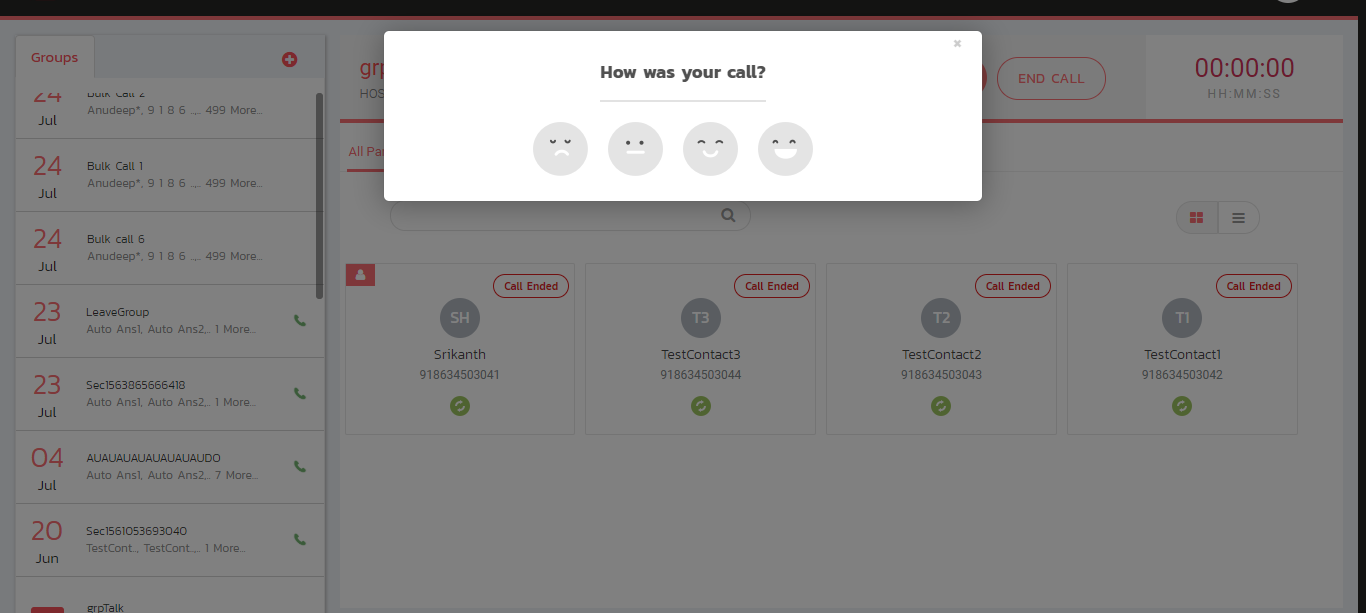 Groups
24
Jul
Bulk Call 2
Anudeep*, 9 1 8 6 ..,.. 499 More...
24
Jul
Bulk Call 1
Anudeep*, 9 1 8 6 ..,.. 499 More...
24
Jul
Bulk call 6
Anudeep*, 9 1 8 6 ..,.. 499 More...
23
Jul
LeaveGroup
Auto Ans1, Auto Ans2,.. 1 More...
23
Jul
Sec1563865666418
Auto Ans1, Auto Ans2,.. 1 More...
04
Jul
AUAUAUAUAUAUAUAUDO
Auto Ans1, Auto Ans2,.. 7 More...
20
Jun
Sec1561053693040
TestCont.., TestCont..,.. 1 More...
grpTalk
How was your call?
×
END CALL
00:00:00
HH:MM:SS
Call Ended
SH
Srikanth
918634503041
Call Ended
T3
TestContact3
918634503044
Call Ended
T2
TestContact2
918634503043
Call Ended
T1
TestContact1
918634503042